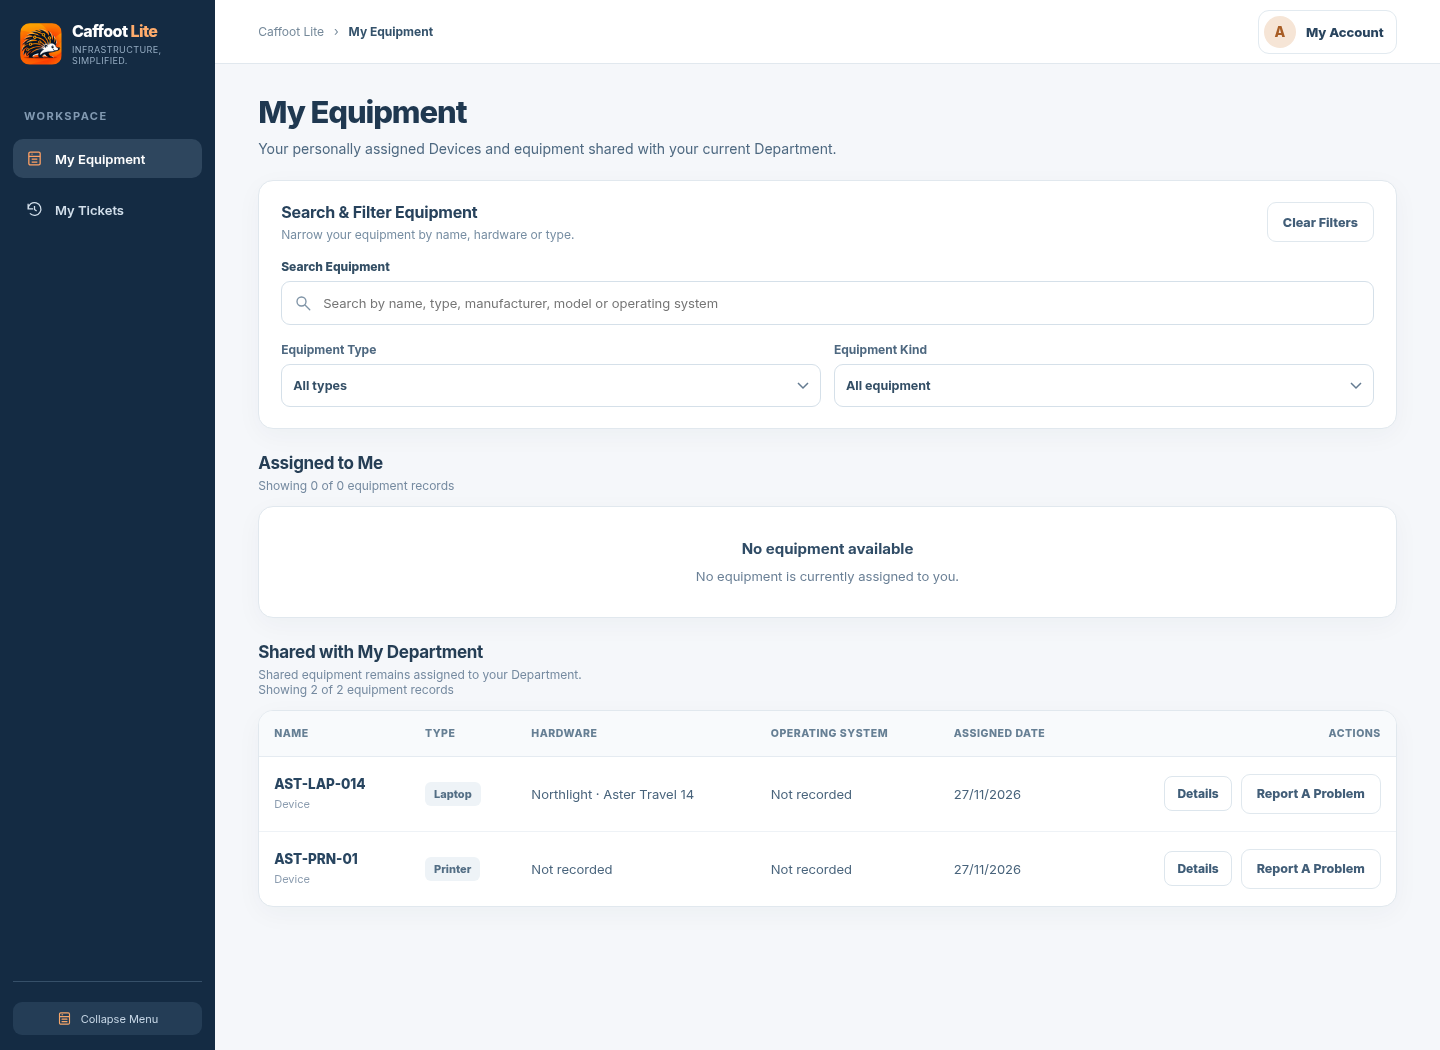 Caffoot Lite
INFRASTRUCTURE,
SIMPLIFIED.
WORKSPACE
My Equipment
My Tickets
Collapse Menu
Caffoot Lite › My Equipment
A My Account
My Equipment
Your personally assigned Devices and equipment shared with your current Department.
Search & Filter Equipment
Narrow your equipment by name, hardware or type.
Clear Filters
Search Equipment
Search by name, type, manufacturer, model or operating system
Equipment Type Equipment Kind
All types All equipment
Assigned to Me
Showing 0 of 0 equipment records
No equipment available
No equipment is currently assigned to you.
Shared with My Department
Shared equipment remains assigned to your Department.
Showing 2 of 2 equipment records
NAME TYPE HARDWARE OPERATING SYSTEM ASSIGNED DATE ACTIONS
AST-LAP-014
Device
Laptop Northlight · Aster Travel 14 Not recorded 27/11/2026 Details Report A Problem
AST-PRN-01
Device
Printer Not recorded Not recorded 27/11/2026 Details Report A Problem